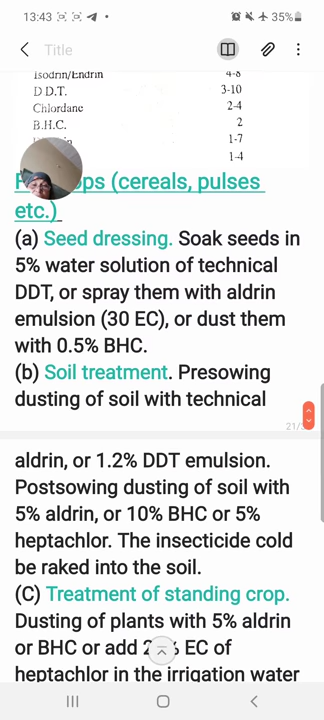 13:43
35%
Title
Isodrin/Endrin 4-8
D D.T. 3-10
Chlordane 2-4
B.H.C. 2
1-7
1-4
(cereals, pulses
etc.)
(a) Seed dressing. Soak seeds in
5% water solution of technical
DDT, or spray them with aldrin
emulsion (30 EC), or dust them
with 0.5% BHC.
(b) Soil treatment. Presowing
dusting of soil with technical
aldrin, or 1.2% DDT emulsion.
Postsowing dusting of soil with
5% aldrin, or 10% BHC or 5%
heptachlor. The insecticide cold
be raked into the soil.
(C) Treatment of standing crop.
Dusting of plants with 5% aldrin
or BHC or add EC of
heptachlor in the irrigation water